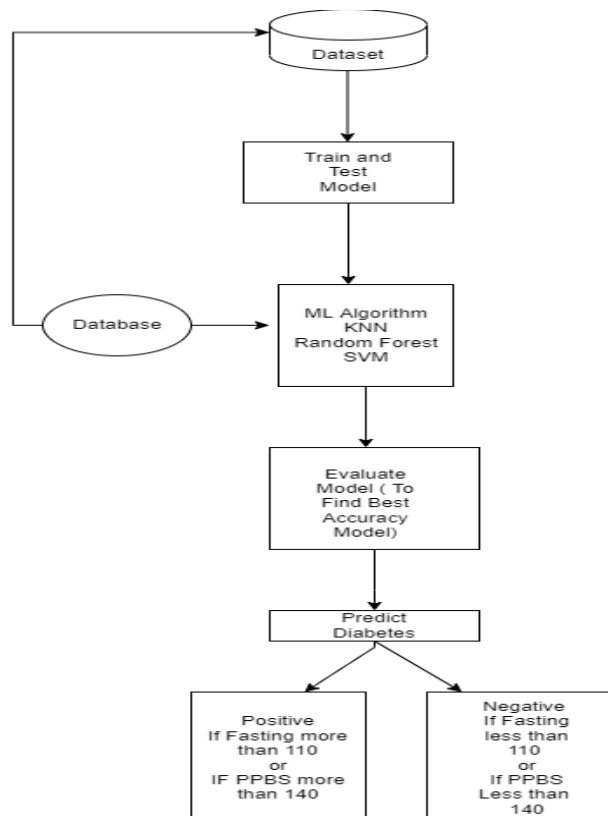 Dataset
Train and
Test
Model
Database
ML Algorithm
KNN
Random Forest
SVM
Evaluate
Model ( To
Find Best
Accuracy
Model)
Predict
Diabetes
Positive
If Fasting more
than 110
or
IF PPBS more
than 140
Negative
If Fasting
less than
110
or
If PPBS
Less than
140